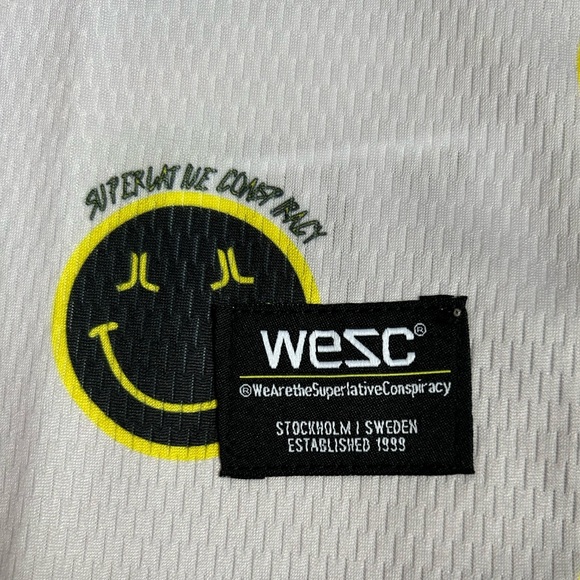 SUPERLATIVE CONSPIRACY
wesc®
®WeAretheSuperlativeConspiracy
STOCKHOLM | SWEDEN
ESTABLISHED 1999